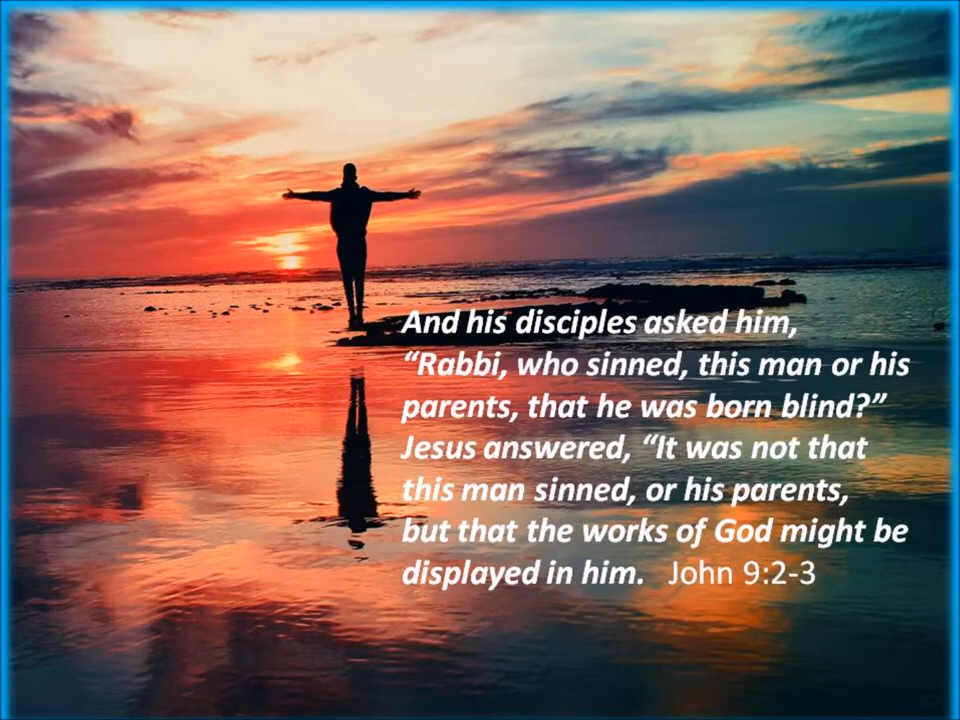 And his disciples asked him,
“Rabbi, who sinned, this man or his
parents, that he was born blind?”
Jesus answered, “It was not that
this man sinned, or his parents,
but that the works of God might be
displayed in him.   John 9:2-3